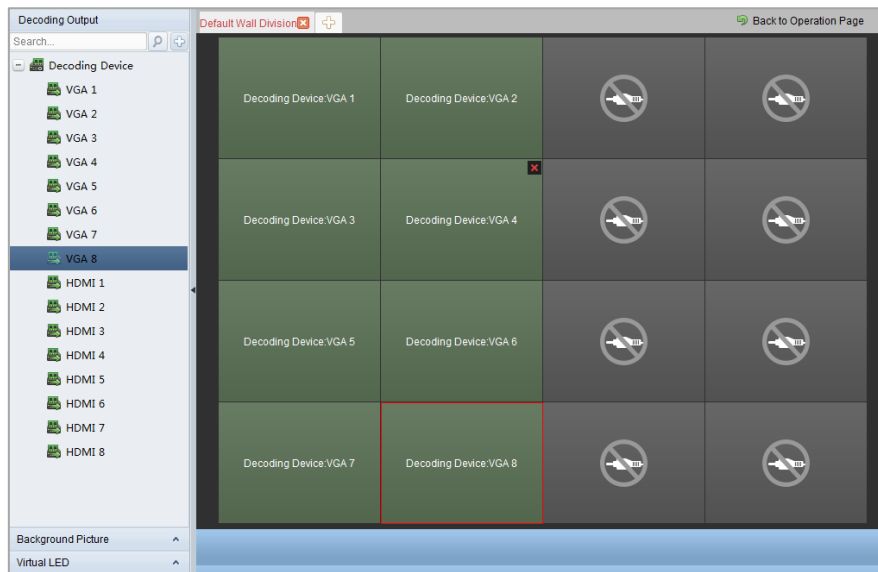 Decoding Output
Default Wall Division
Back to Operation Page
Search...
Decoding Device
VGA 1
VGA 2
VGA 3
VGA 4
VGA 5
VGA 6
VGA 7
VGA 8
HDMI 1
HDMI 2
HDMI 3
HDMI 4
HDMI 5
HDMI 6
HDMI 7
HDMI 8
Background Picture
Virtual LED
Decoding Device:VGA 1
Decoding Device:VGA 2
Decoding Device:VGA 3
Decoding Device:VGA 4
Decoding Device:VGA 5
Decoding Device:VGA 6
Decoding Device:VGA 7
Decoding Device:VGA 8